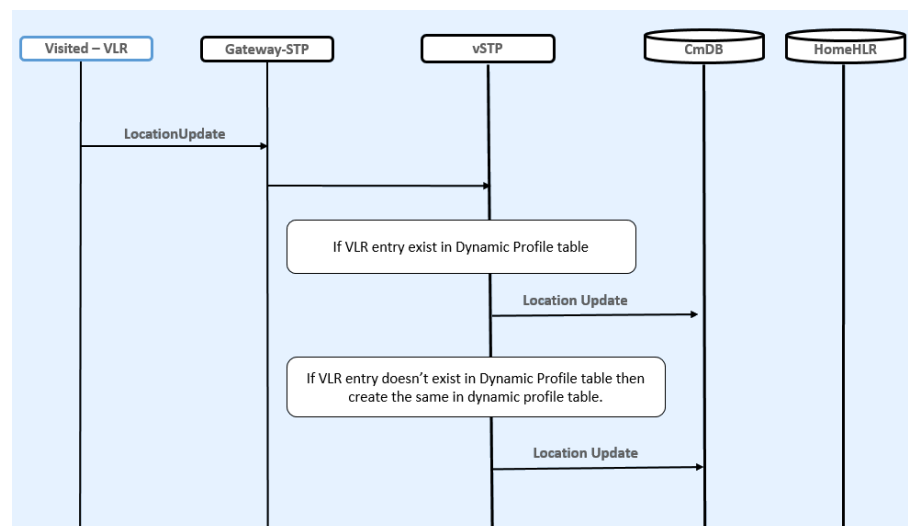 Visited – VLR
Gateway-STP
vSTP
CmDB
HomeHLR
LocationUpdate
If VLR entry exist in Dynamic Profile table
Location Update
If VLR entry doesn’t exist in Dynamic Profile table then
create the same in dynamic profile table.
Location Update